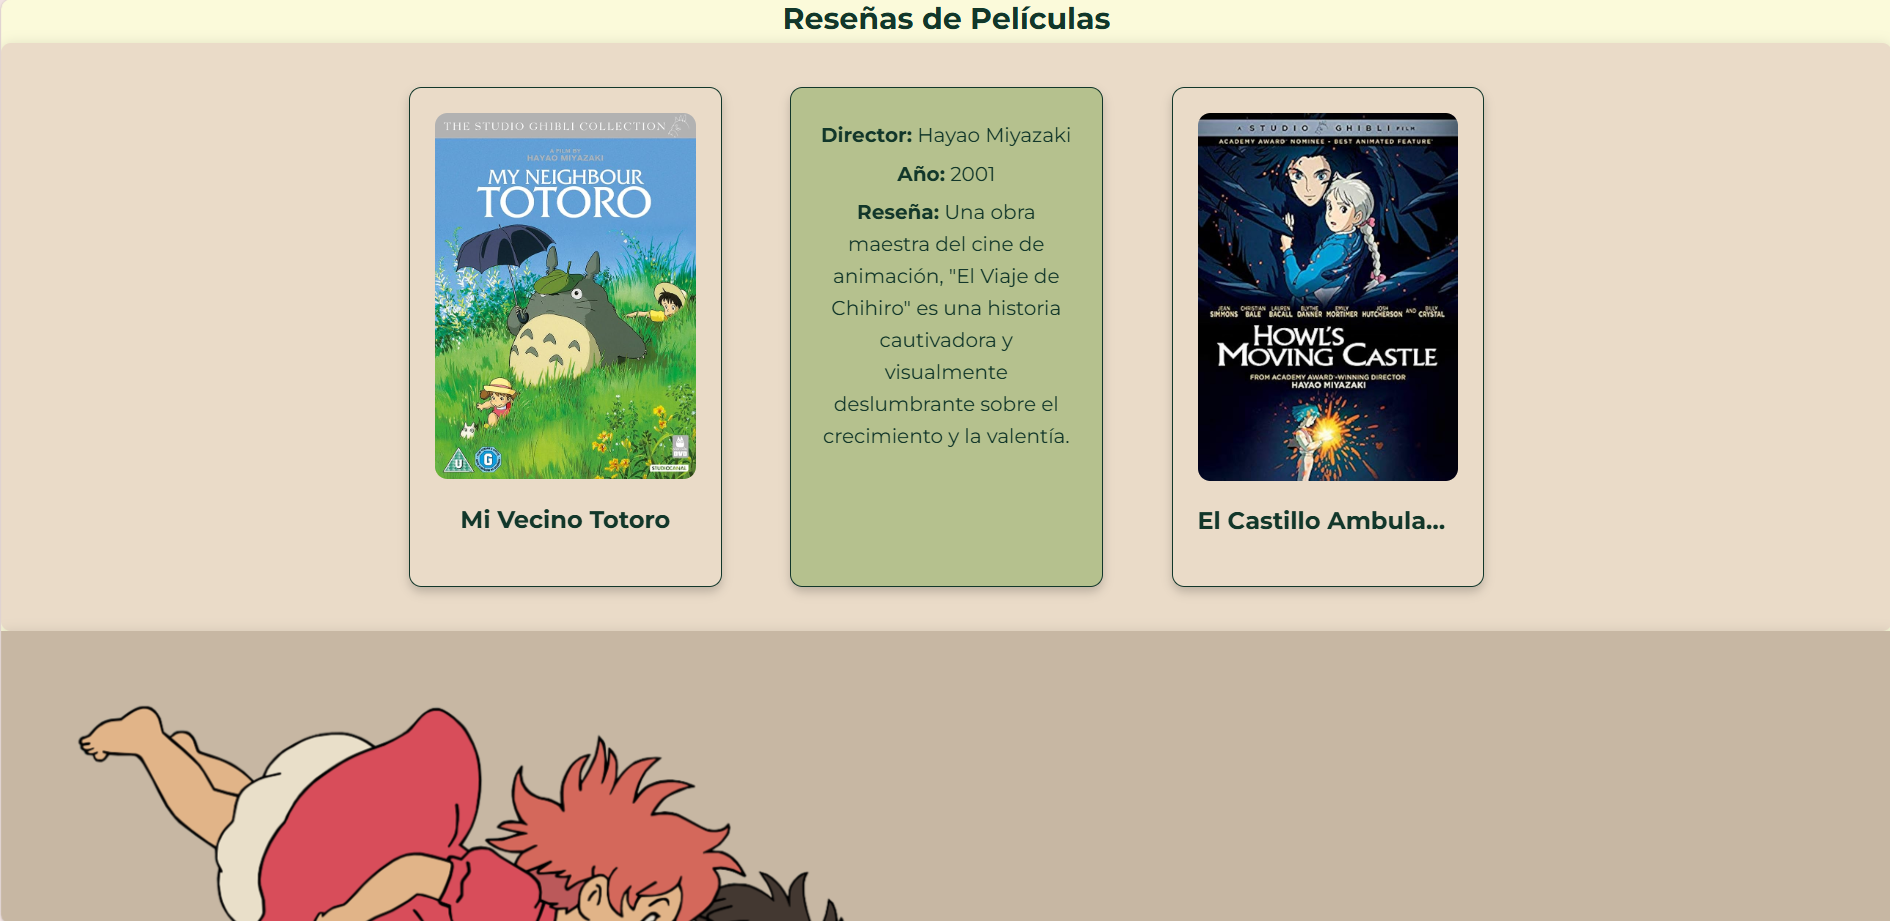 Reseñas de Películas
THE STUDIO GHIBLI COLLECTION
A FILM BY
HAYAO MIYAZAKI
MY NEIGHBOUR
TOTORO
U
G
DVD
STUDIOCANAL
Mi Vecino Totoro
Director: Hayao Miyazaki
Año: 2001
Reseña: Una obra
maestra del cine de
animación, "El Viaje de
Chihiro" es una historia
cautivadora y
visualmente
deslumbrante sobre el
crecimiento y la valentía.
A STUDIO GHIBLI FILM
ACADEMY AWARD® NOMINEE • BEST ANIMATED FEATURE
JEAN SIMMONS CHRISTIAN BALE LAUREN BACALL BLYTHE DANNER EMILY MORTIMER JOSH HUTCHERSON AND BILLY CRYSTAL
HOWL'S
MOVING CASTLE
FROM ACADEMY AWARD®-WINNING DIRECTOR
HAYAO MIYAZAKI
El Castillo Ambula...